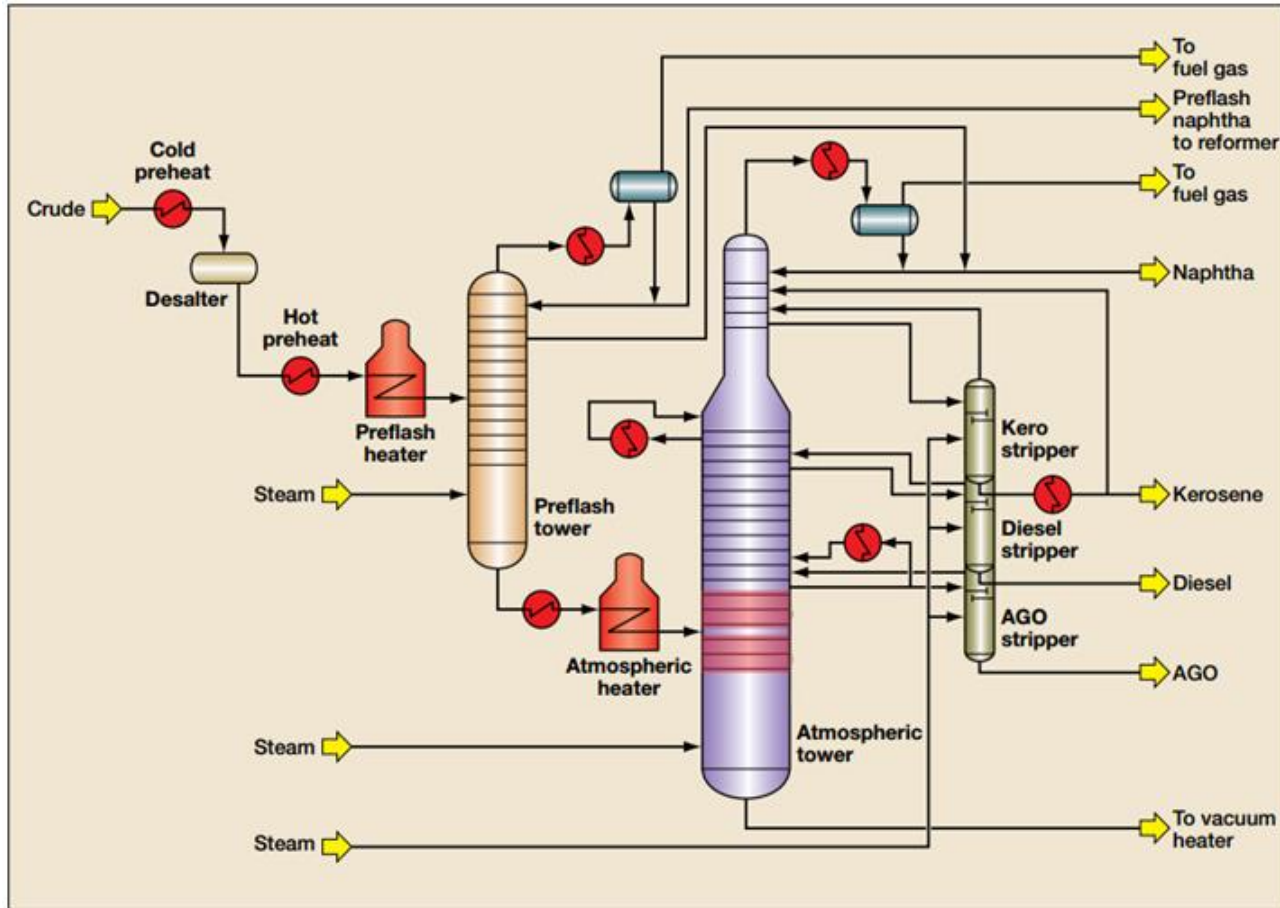 To
fuel gas
Preflash
naphtha
to reformer
To
fuel gas
Cold
preheat
Crude
Desalter
Naphtha
Hot
preheat
Preflash
heater
Kero
stripper
Steam
Preflash
tower
Kerosene
Diesel
stripper
Diesel
AGO
stripper
Atmospheric
heater
AGO
Steam
Atmospheric
tower
Steam
To vacuum
heater